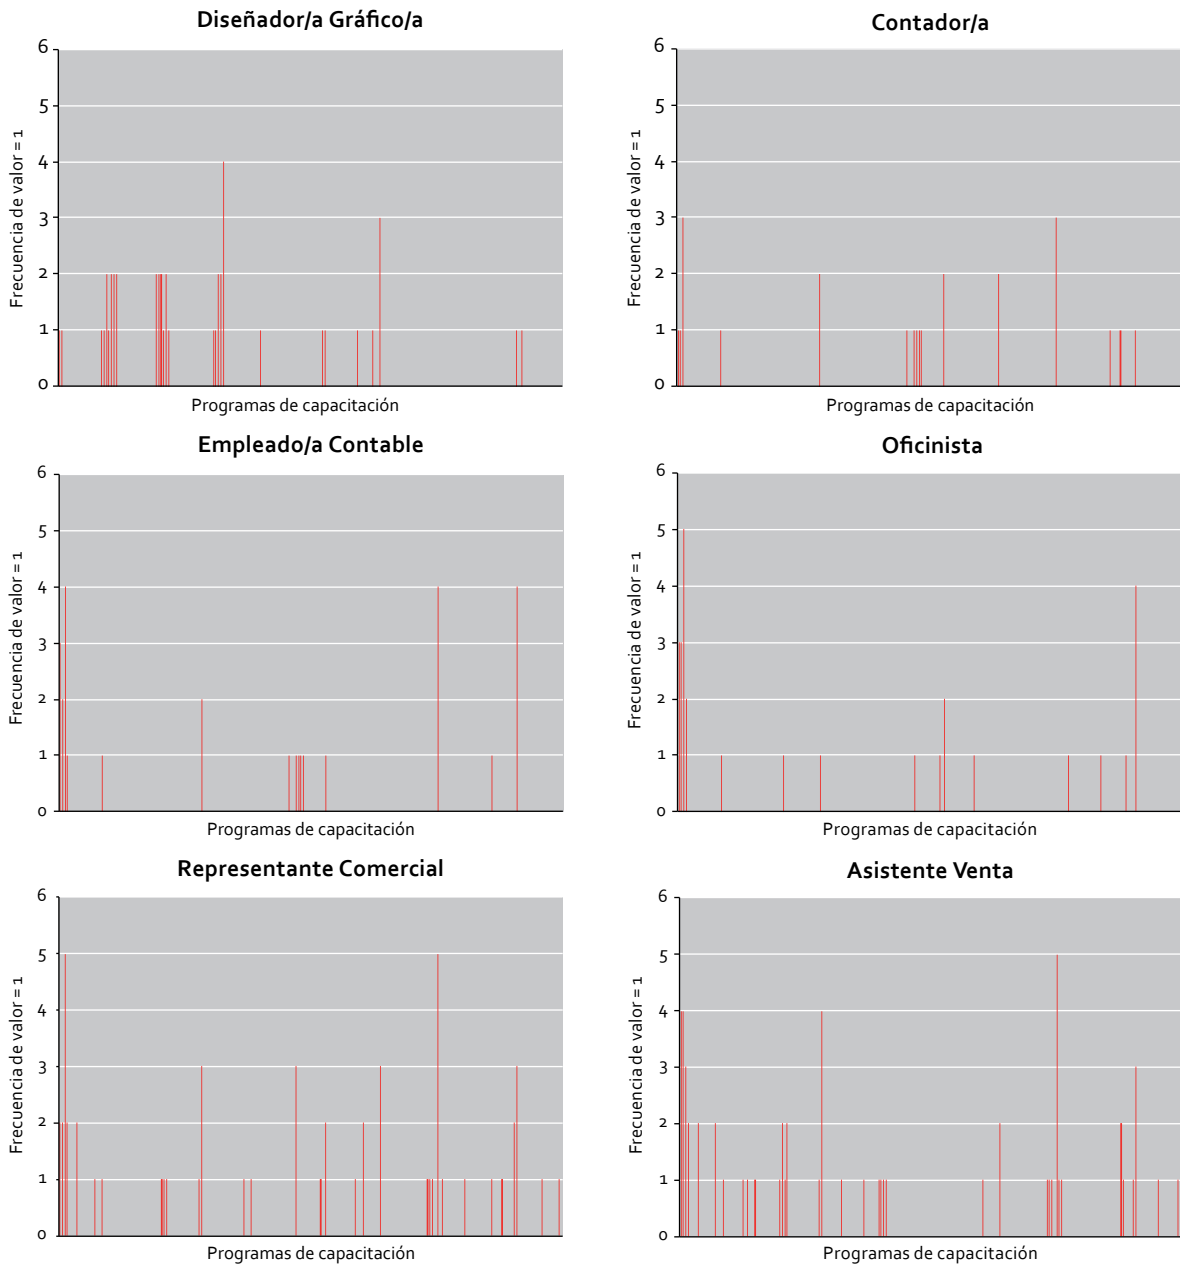 Diseñador/a Gráfico/a
Frecuencia de valor = 1
6
5
4
3
2
1
0
Programas de capacitación
Contador/a
Frecuencia de valor = 1
6
5
4
3
2
1
0
Programas de capacitación
Empleado/a Contable
Frecuencia de valor = 1
6
5
4
3
2
1
0
Programas de capacitación
Oficinista
Frecuencia de valor = 1
6
5
4
3
2
1
0
Programas de capacitación
Representante Comercial
Frecuencia de valor = 1
6
5
4
3
2
1
0
Programas de capacitación
Asistente Venta
Frecuencia de valor = 1
6
5
4
3
2
1
0
Programas de capacitación